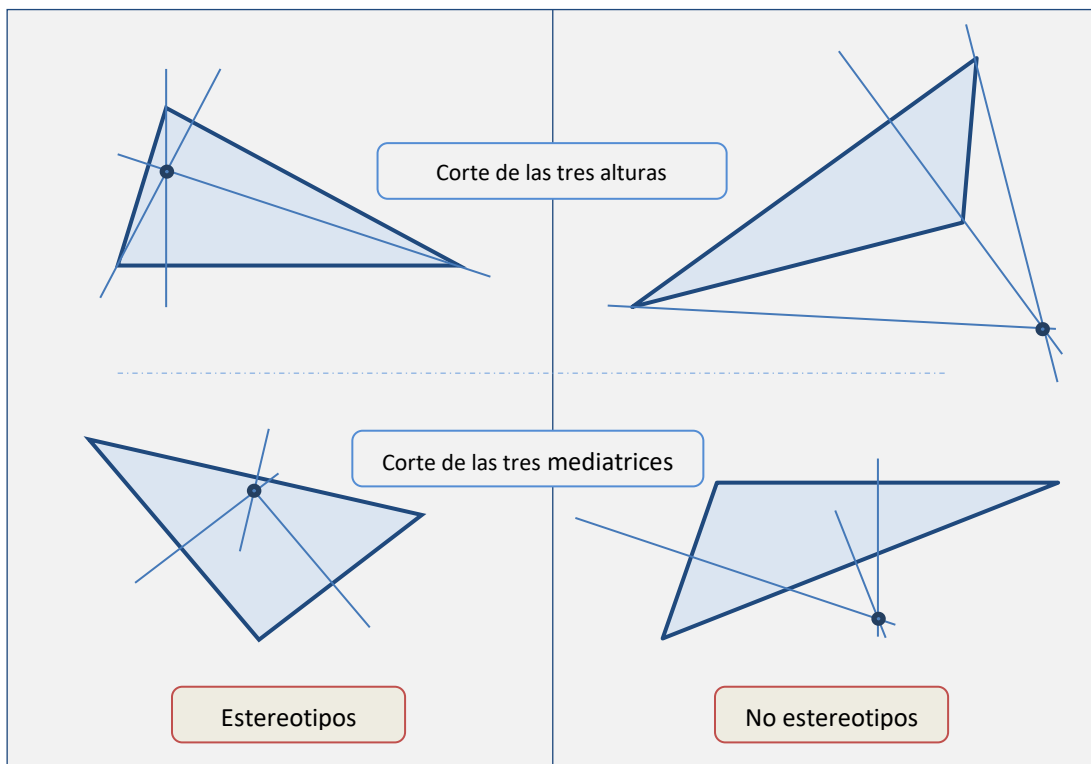 Corte de las tres alturas
Corte de las tres mediatrices
Estereotipos
No estereotipos